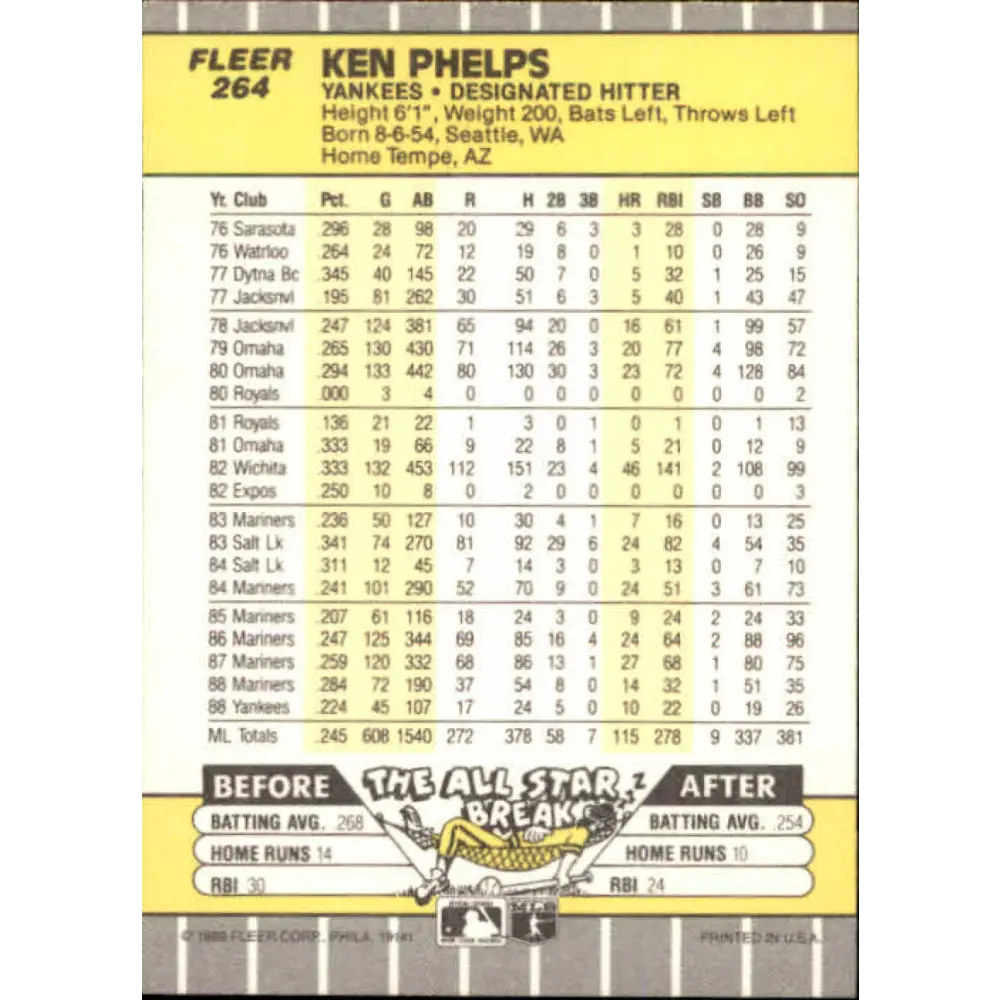 FLEER
264
KEN PHELPS
YANKEES • DESIGNATED HITTER
Height 6'1", Weight 200, Bats Left, Throws Left
Born 8-6-54, Seattle, WA
Home Tempe, AZ
Yr. Club Pct. G AB R H 2B 3B HR RBI SB BB SO
76 Sarasota .296 28 98 20 29 6 3 3 28 0 28 9
76 Watrloo .264 24 72 12 19 8 0 1 10 0 26 9
77 Dytna Bc .345 40 145 22 50 7 0 5 32 1 25 15
77 Jacksnvl .195 81 262 30 51 6 3 5 40 1 43 47
78 Jacksnvl .247 124 381 65 94 20 0 16 61 1 99 57
79 Omaha .265 130 430 71 114 26 3 20 77 4 98 72
80 Omaha .294 133 442 80 130 30 3 23 72 4 128 84
80 Royals .000 3 4 0 0 0 0 0 0 0 0 2
81 Royals .136 21 22 1 3 0 1 0 1 0 1 13
81 Omaha .333 19 66 9 22 8 1 5 21 0 12 9
82 Wichita .333 132 453 112 151 23 4 46 141 2 108 99
82 Expos .250 10 8 0 2 0 0 0 0 0 0 3
83 Mariners .236 50 127 10 30 4 1 7 16 0 13 25
83 Salt Lk .341 74 270 81 92 29 6 24 82 4 54 35
84 Salt Lk .311 12 45 7 14 3 0 3 13 0 7 10
84 Mariners .241 101 290 52 70 9 0 24 51 3 61 73
85 Mariners .207 61 116 18 24 3 0 9 24 2 24 33
86 Mariners .247 125 344 69 85 16 4 24 64 2 88 96
87 Mariners .259 120 332 68 86 13 1 27 68 1 80 75
88 Mariners .284 72 190 37 54 8 0 14 32 1 51 35
88 Yankees .224 45 107 17 24 5 0 10 22 0 19 26
ML Totals .245 608 1540 272 378 58 7 115 278 9 337 381
BEFORE THE ALL STAR BREAK Z AFTER
BATTING AVG. .268 BATTING AVG. .254
HOME RUNS 14 HOME RUNS 10
RBI 30 RBI 24
© 1989 FLEER CORP., PHILA. 19141 PRINTED IN U.S.A.